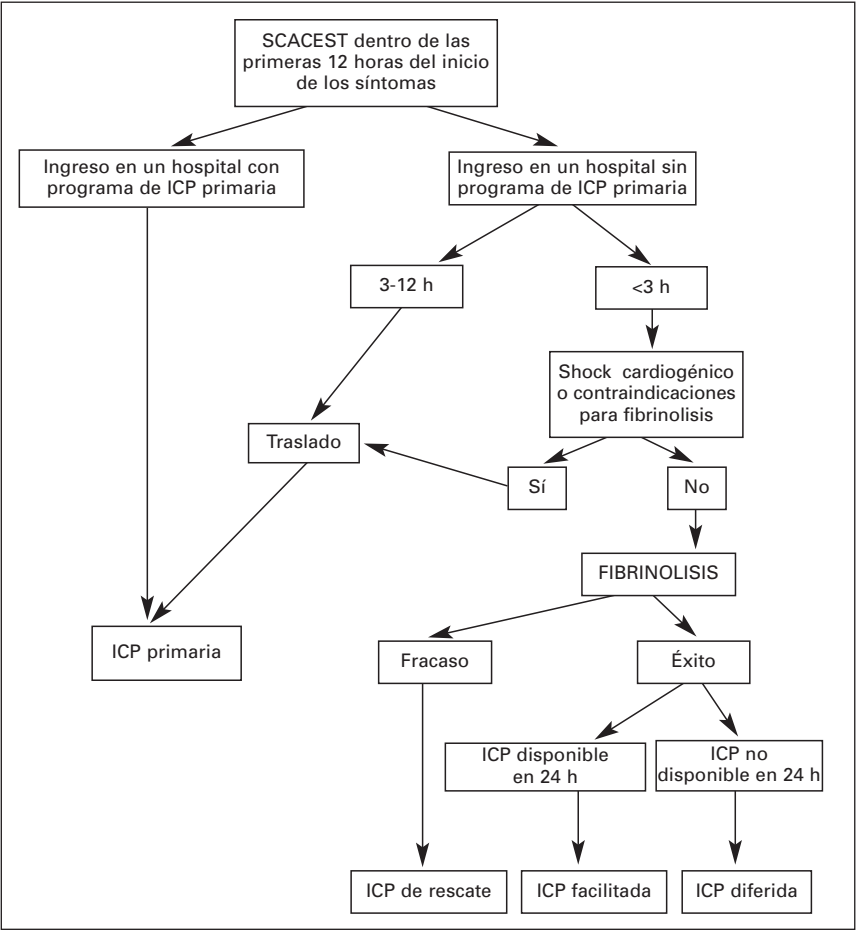 SCACEST dentro de las
primeras 12 horas del inicio
de los síntomas
Ingreso en un hospital con
programa de ICP primaria
Ingreso en un hospital sin
programa de ICP primaria
3-12 h
<3 h
Shock cardiogénico
o contraindicaciones
para fibrinolisis
Traslado
Sí
No
FIBRINOLISIS
ICP primaria
Fracaso
Éxito
ICP disponible
en 24 h
ICP no
disponible en 24 h
ICP de rescate
ICP facilitada
ICP diferida